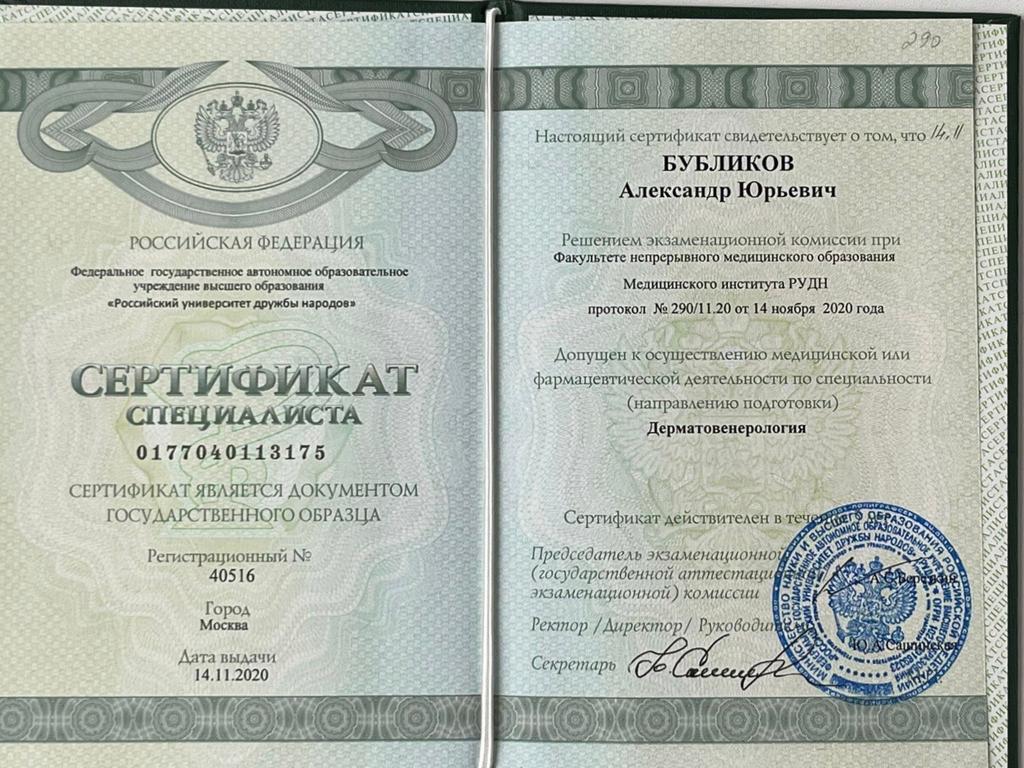 РОССИЙСКАЯ ФЕДЕРАЦИЯ
Федеральное государственное автономное образовательное
учреждение высшего образования
«Российский университет дружбы народов»
СЕРТИФИКАТ
СПЕЦИАЛИСТА
0177040113175
СЕРТИФИКАТ ЯВЛЯЕТСЯ ДОКУМЕНТОМ
ГОСУДАРСТВЕННОГО ОБРАЗЦА
Регистрационный №
40516
Город
Москва
Дата выдачи
14.11.2020
290
Настоящий сертификат свидетельствует о том, что 14.11
БУБЛИКОВ
Александр Юрьевич
Решением экзаменационной комиссии при
Факультете непрерывного медицинского образования
Медицинского института РУДН
протокол № 290/11.20 от 14 ноября 2020 года
Допущен к осуществлению медицинской или
фармацевтической деятельности по специальности
(направлению подготовки)
Дерматовенерология
Сертификат действителен в
Председатель экзаменационной
(государственной
экзаменационной) комиссии
Ректор /Директор/
Секретарь